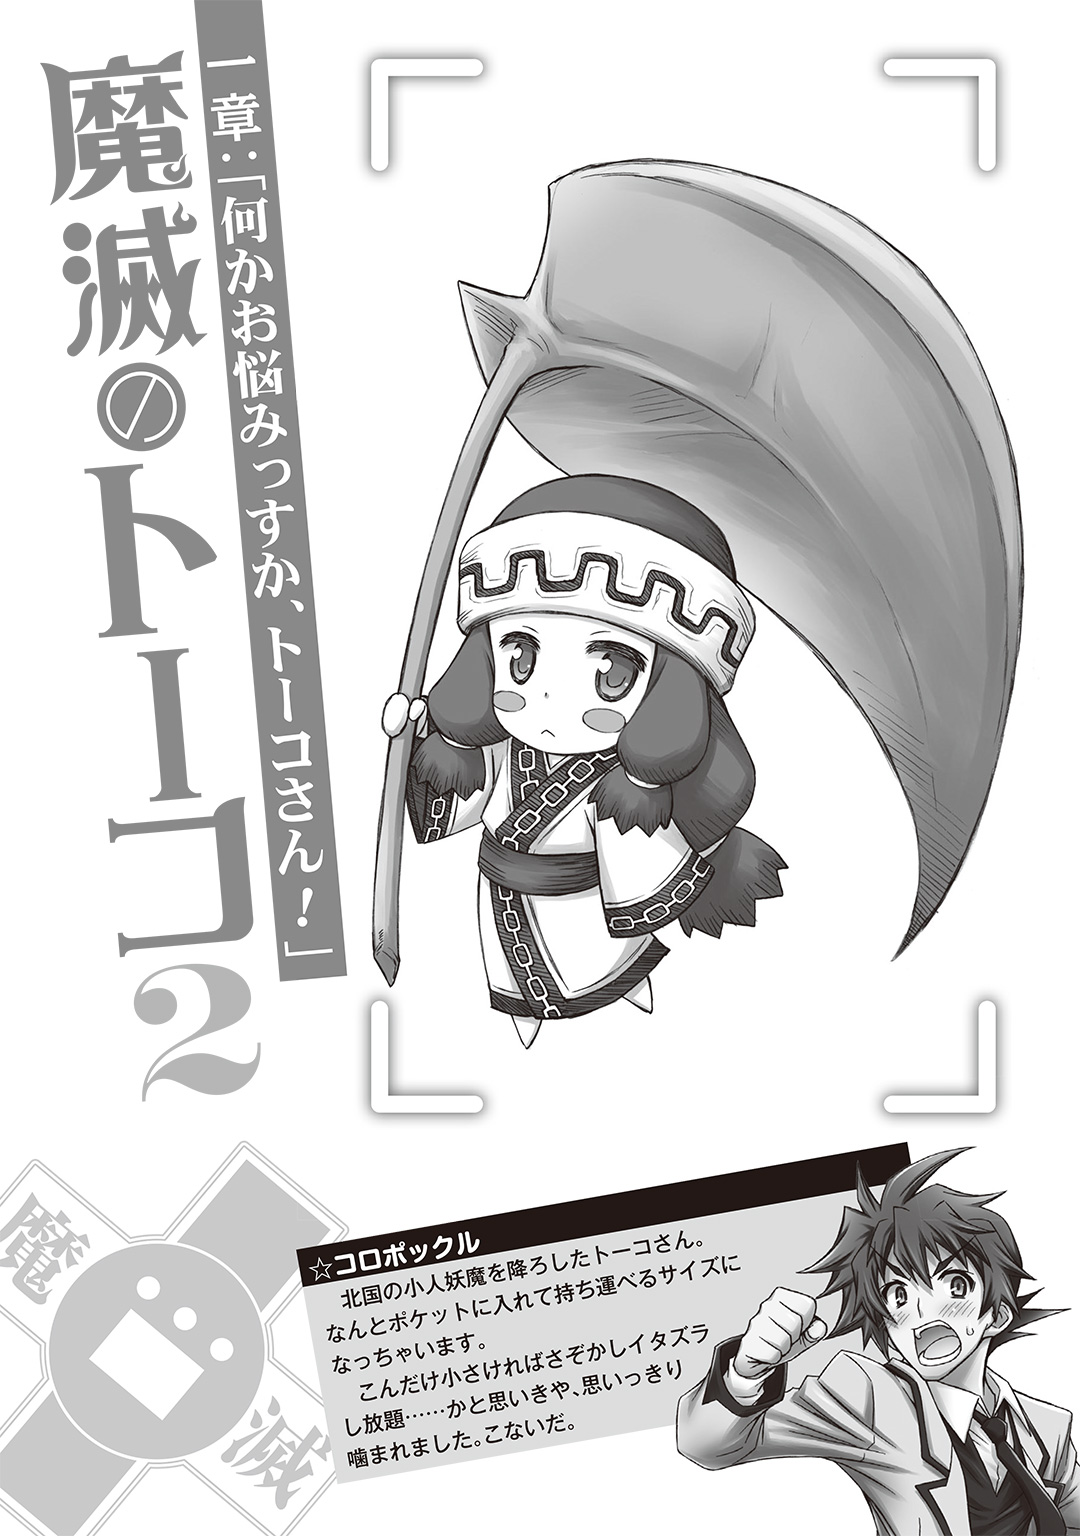 一章：「何かお悩みっすか、トーコさん！」
魔滅のトーコ2
魔
滅
☆コロポックル
北国の小人妖魔を降ろしたトーコさん。
なんとポケットに入れて持ち運べるサイズに
なっちゃいます。
こんだけ小さければさぞかしイタズラ
し放題……かと思いきや、思いっきり
噛まれました。こないだ。